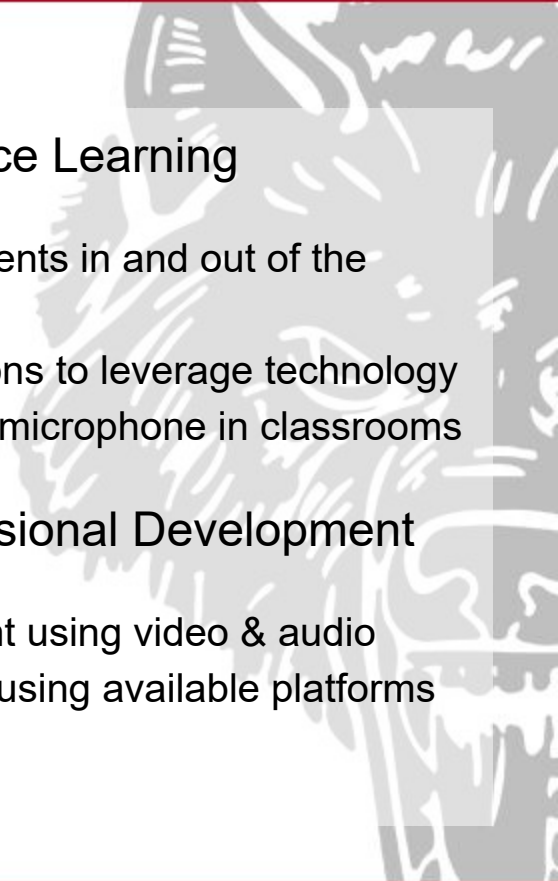 ce Learning
ents in and out of the
ons to leverage technology
microphone in classrooms
sional Development
nt using video & audio
using available platforms